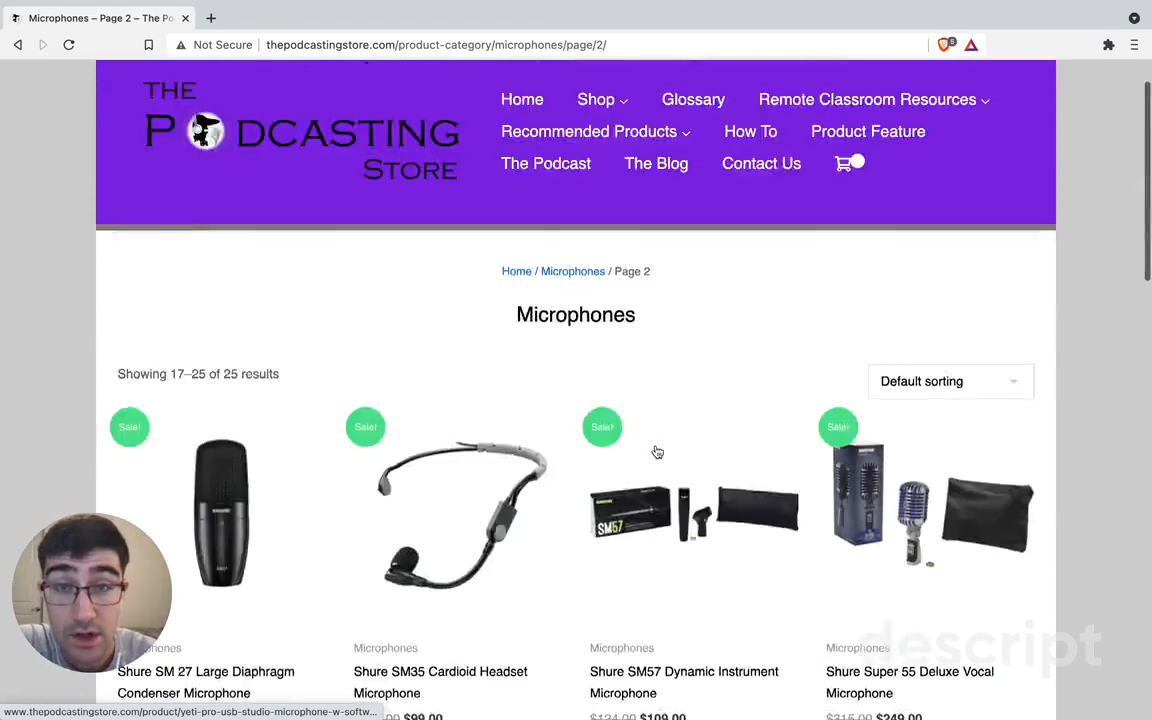 Microphones – Page 2 – The Po
Not Secure
thepodcastingstore.com/product-category/microphones/page/2/
THE
PODCASTING
STORE
Home
Shop
Glossary
Remote Classroom Resources
Recommended Products
How To
Product Feature
The Podcast
The Blog
Contact Us
Home / Microphones / Page 2
Microphones
Showing 17–25 of 25 results
Default sorting
Sale!
Sale!
Sale!
Sale!
SHURE
SM57
Microphones
Microphones
Microphones
Shure SM 27 Large Diaphragm
Condenser Microphone
Shure SM35 Cardioid Headset
Microphone
Shure SM57 Dynamic Instrument
Microphone
Shure Super 55 Deluxe Vocal
Microphone
$99.00
$134.00 $109.00
$315.00 $249.00
descript
www.thepodcastingstore.com/product/yeti-pro-usb-studio-microphone-w-softw...